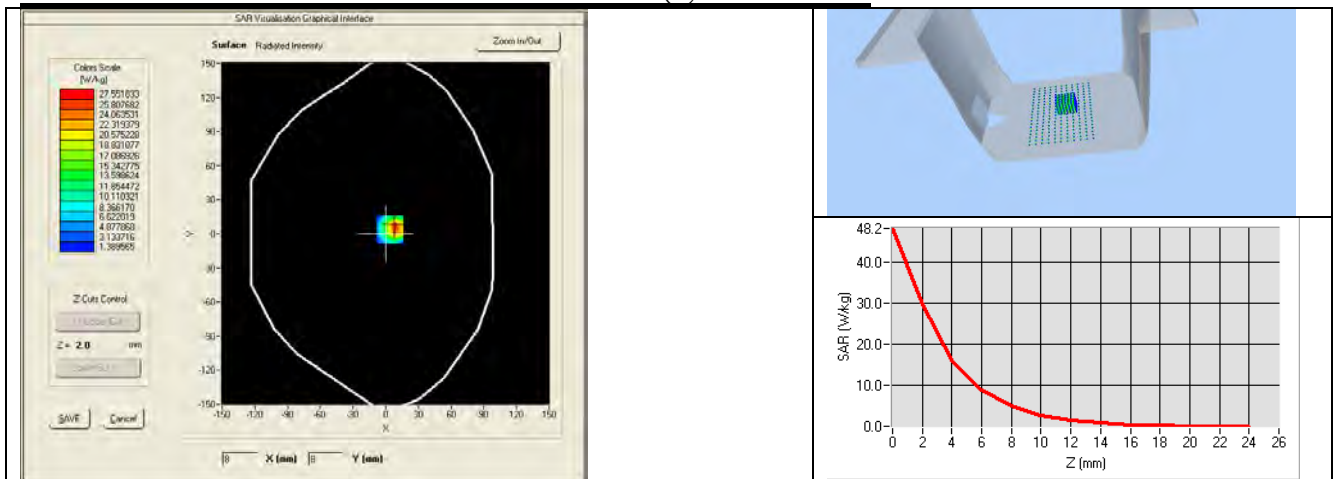 SAR Visualisation Graphical Interface
Surface Radiated Intensity
Zoom In/Out
Colors Scale
(W/kg)
27.551833
25.807682
24.063531
22.319379
20.575228
18.831077
17.086926
15.342775
13.598624
11.854472
10.110321
8.366170
6.622019
4.877868
3.133716
1.389565
150-
120-
90-
60-
30-
0-
-30-
-60-
-90-
-120-
-150-
Y
-150 -120 -90 -60 -30 0 30 60 90 120 150
X
Z Cuts Control
Z = 2.0 mm
SAVE Cancel
8 X (mm) 8 Y (mm)
48.2-
40.0-
30.0-
20.0-
10.0-
0.0-
SAR (W/kg)
0 2 4 6 8 10 12 14 16 18 20 22 24 26
Z (mm)